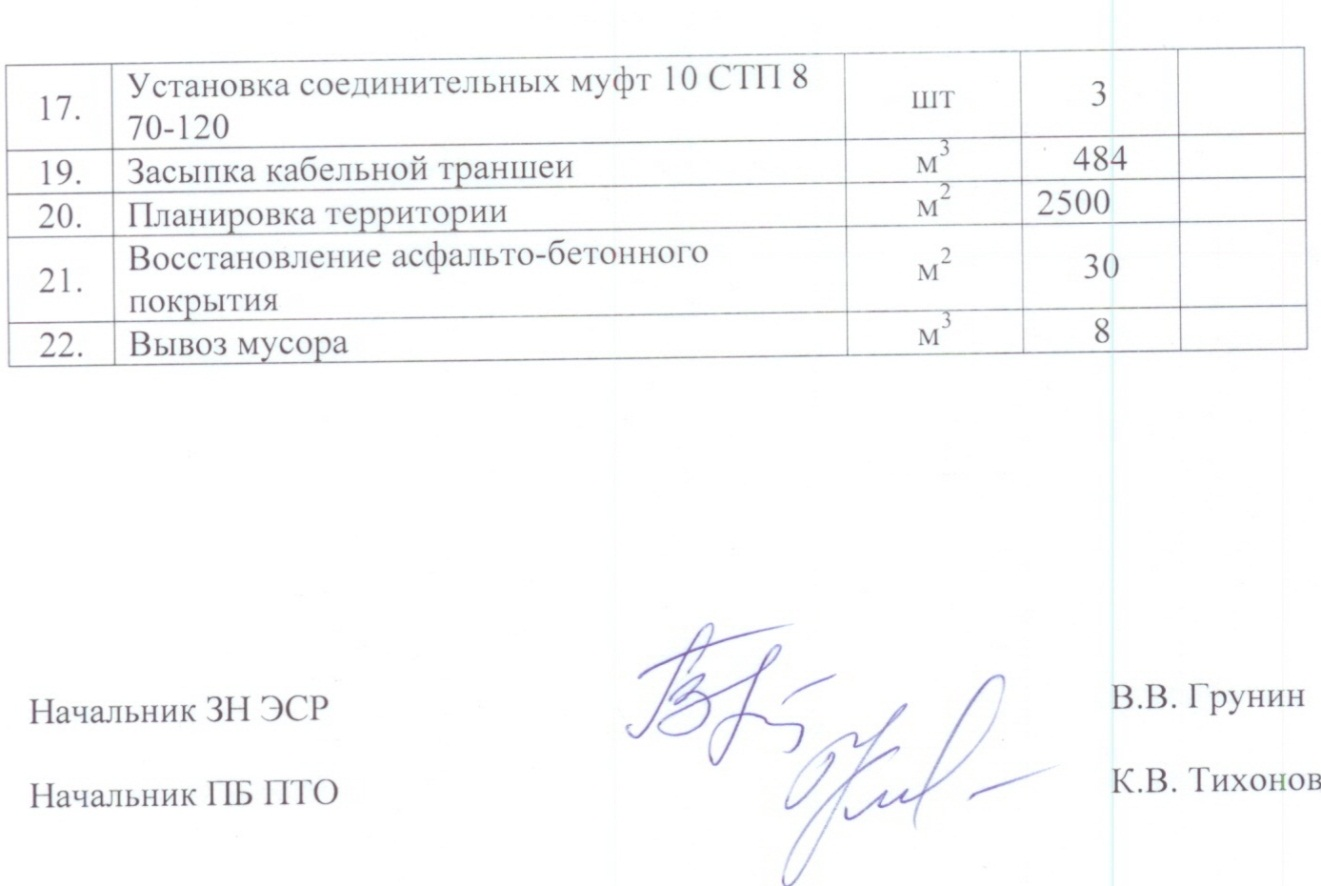 17. Установка соединительных муфт 10 СТП 8 шт 3
70-120
19. Засыпка кабельной траншеи м³ 484
20. Планировка территории м² 2500
21. Восстановление асфальто-бетонного м² 30
покрытия
22. Вывоз мусора м³ 8
Начальник ЗН ЭСР В.В. Грунин
Начальник ПБ ПТО К.В. Тихонов